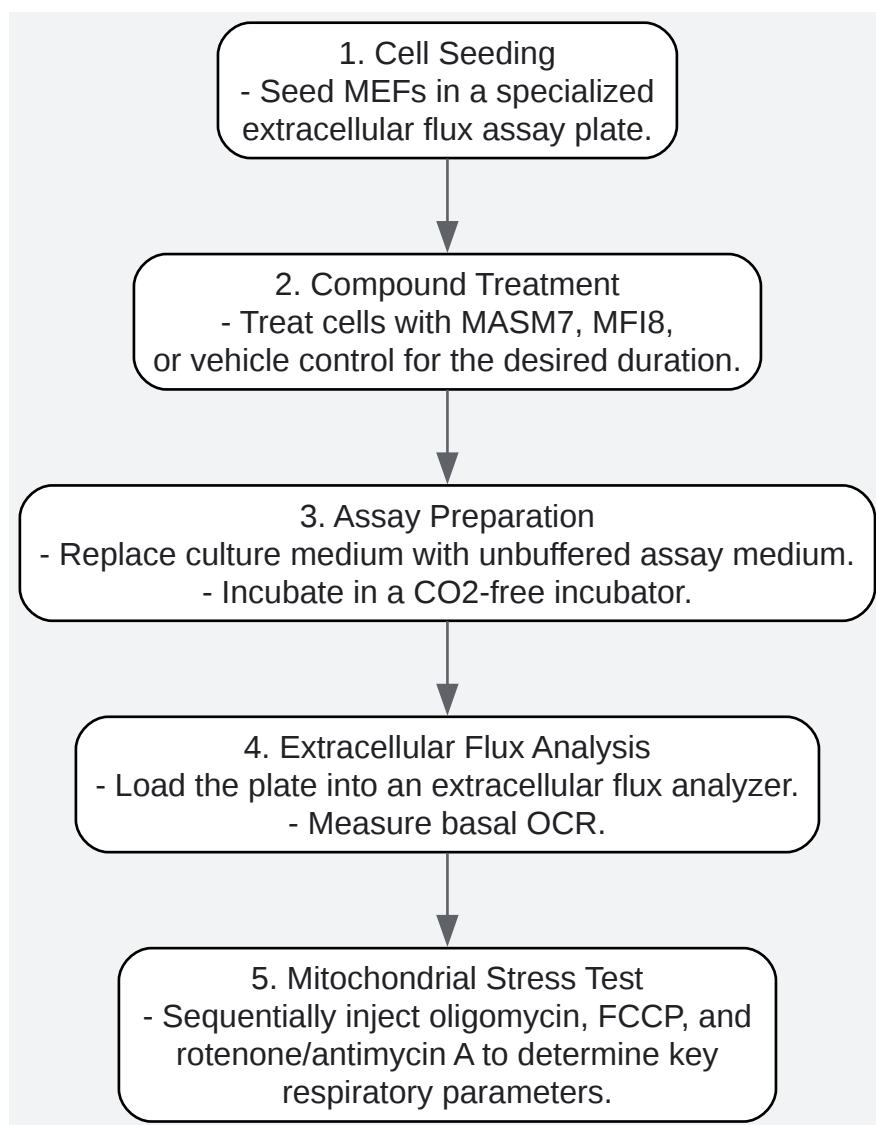 1. Cell Seeding
- Seed MEFs in a specialized
extracellular flux assay plate.
2. Compound Treatment
- Treat cells with MASM7, MFI8,
or vehicle control for the desired duration.
3. Assay Preparation
- Replace culture medium with unbuffered assay medium.
- Incubate in a CO2-free incubator.
4. Extracellular Flux Analysis
- Load the plate into an extracellular flux analyzer.
- Measure basal OCR.
5. Mitochondrial Stress Test
- Sequentially inject oligomycin, FCCP, and
rotenone/antimycin A to determine key
respiratory parameters.